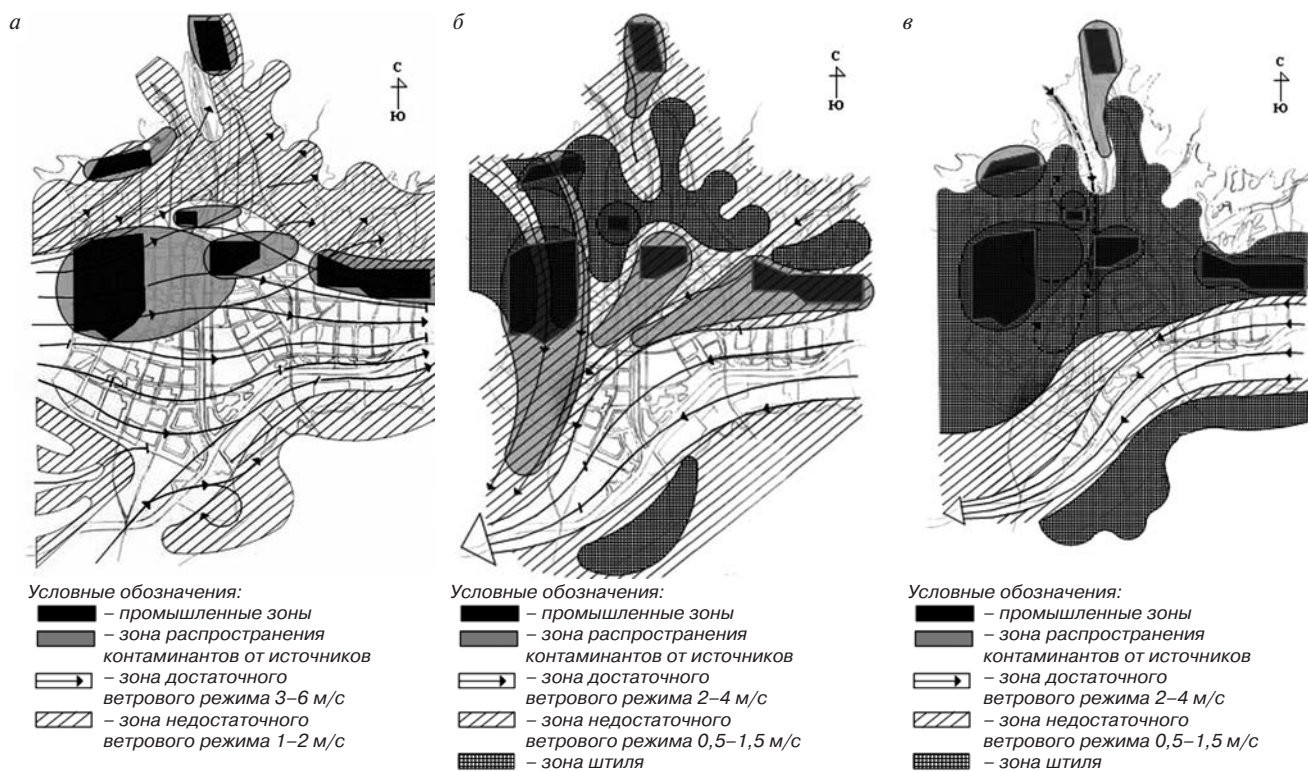 а
С
Ю
б
С
Ю
в
С
Ю
Условные обозначения:
– промышленные зоны
– зона распространения
контаминантов от источников
– зона достаточного
ветрового режима 3–6 м/с
– зона недостаточного
ветрового режима 1–2 м/с
Условные обозначения:
– промышленные зоны
– зона распространения
контаминантов от источников
– зона достаточного
ветрового режима 2–4 м/с
– зона недостаточного
ветрового режима 0,5–1,5 м/с
– зона штиля
Условные обозначения:
– промышленные зоны
– зона распространения
контаминантов от источников
– зона достаточного
ветрового режима 2–4 м/с
– зона недостаточного
ветрового режима 0,5–1,5 м/с
– зона штиля